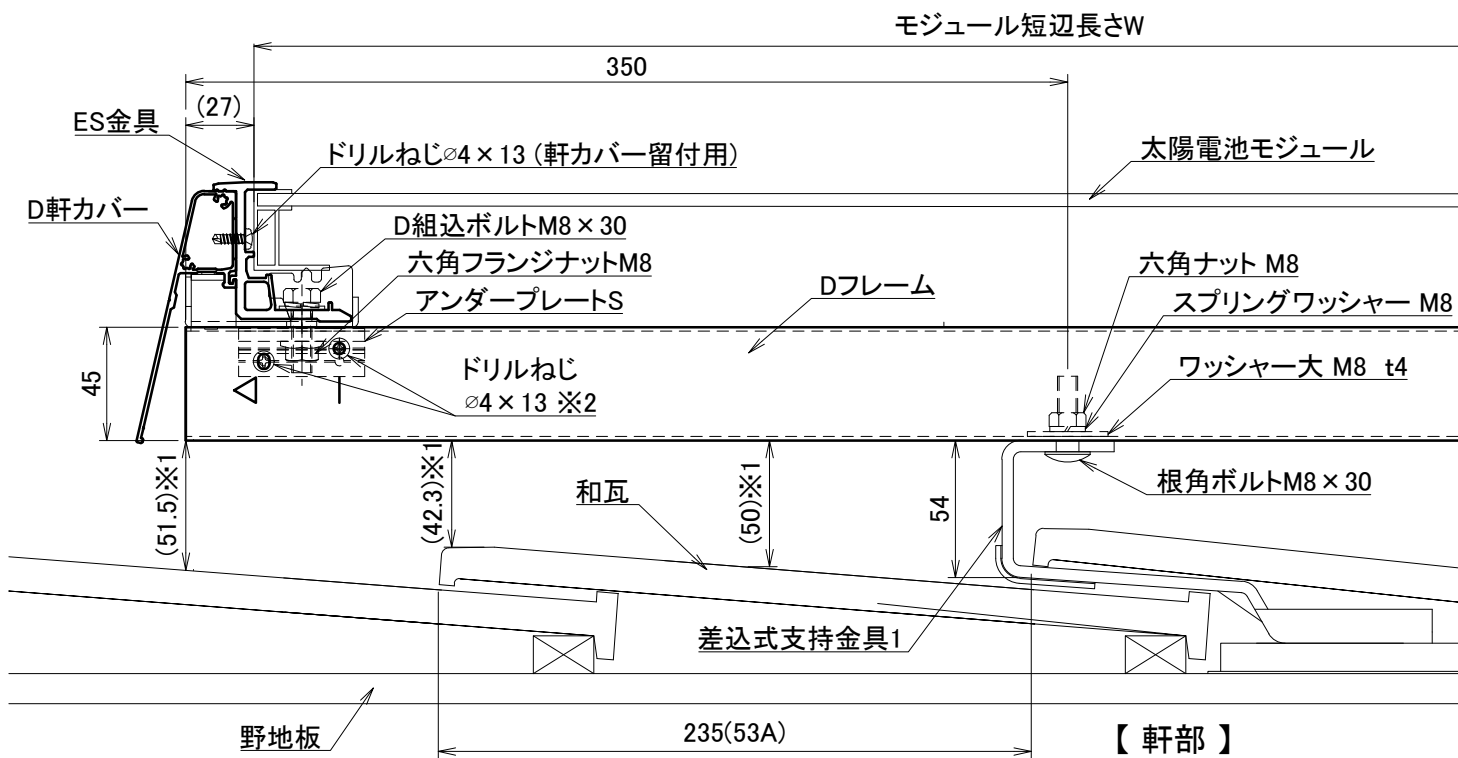 モジュール短辺長さW
350
(27)
ES金具
ドリルねじ∅4×13 (軒カバー留付用)
太陽電池モジュール
D軒カバー
D組込ボルトM8×30
六角フランジナットM8
六角ナット M8
Dフレーム
アンダープレートS
スプリングワッシャー M8
ドリルねじ
∅4×13 ※2
ワッシャー大 M8 t4
45
(51.5)※1
(42.3)※1
(50)※1
54
和瓦
根角ボルトM8×30
差込式支持金具1
野地板
235(53A)
【 軒部 】